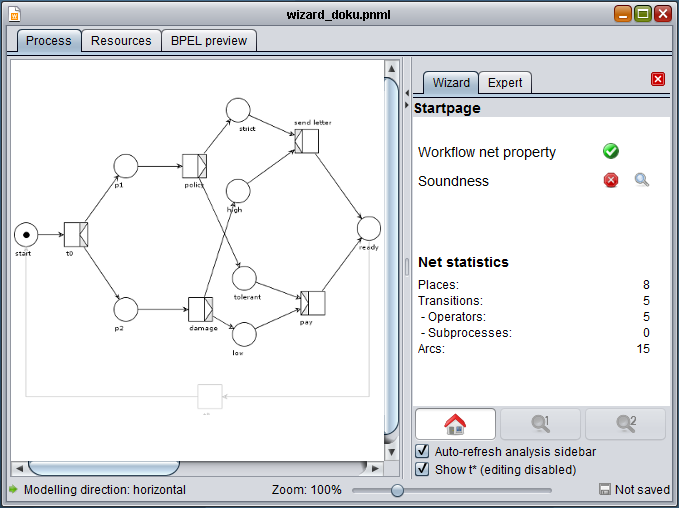 wizard_doku.pnml
Process Resources BPEL preview
Wizard Expert
Startpage
Workflow net property
Soundness
Net statistics
Places: 8
Transitions: 5
- Operators: 5
- Subprocesses: 0
Arcs: 15
strict
send letter
p1
policy
high
start
t0
ready
tolerant
p2
damage
pay
low
1
2
Auto-refresh analysis sidebar
Show t* (editing disabled)
Modelling direction: horizontal
Zoom: 100%
Not saved